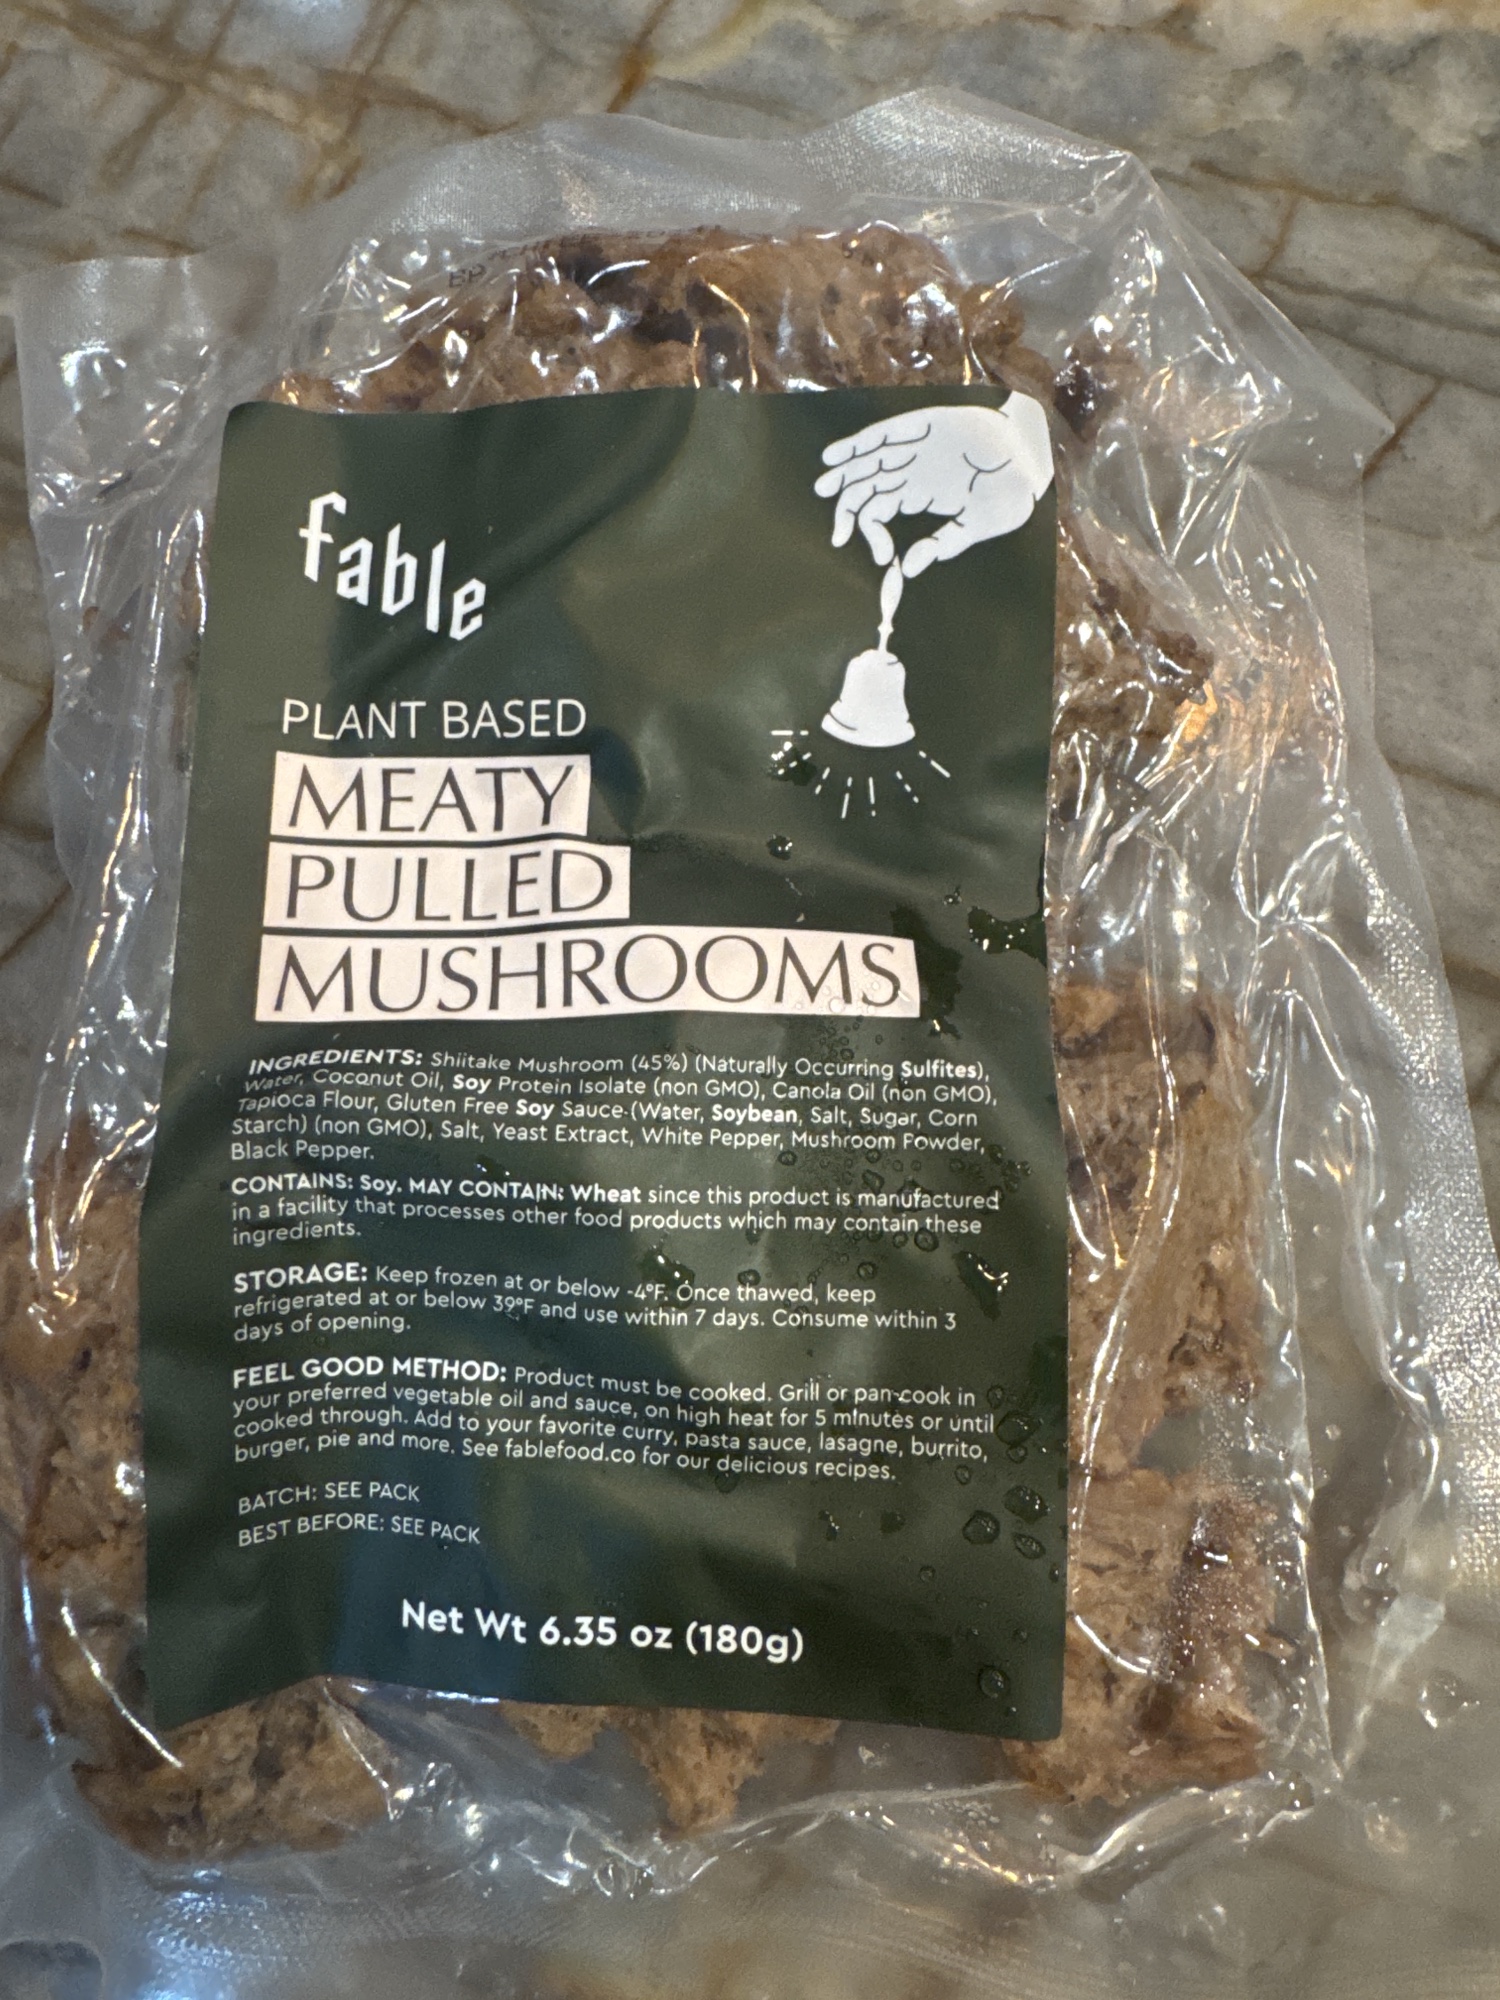 fable
PLANT BASED
MEATY
PULLED
MUSHROOMS
INGREDIENTS: Shiitake Mushroom (45%) (Naturally Occurring Sulfites),
Water, Coconut Oil, Soy Protein Isolate (non GMO), Canola Oil (non GMO),
Tapioca Flour, Gluten Free Soy Sauce (Water, Soybean, Salt, Sugar, Corn
Starch) (non GMO), Salt, Yeast Extract, White Pepper, Mushroom Powder,
Black Pepper.
CONTAINS: Soy. MAY CONTAIN: Wheat since this product is manufactured
in a facility that processes other food products which may contain these
ingredients.
STORAGE: Keep frozen at or below -4°F. Once thawed, keep
refrigerated at or below 39°F and use within 7 days. Consume within 3
days of opening.
FEEL GOOD METHOD: Product must be cooked. Grill or pan-cook in
your preferred vegetable oil and sauce, on high heat for 5 minutes or until
cooked through. Add to your favorite curry, pasta sauce, lasagne, burrito,
burger, pie and more. See fablefood.co for our delicious recipes.
BATCH: SEE PACK
BEST BEFORE: SEE PACK
Net Wt 6.35 oz (180g)